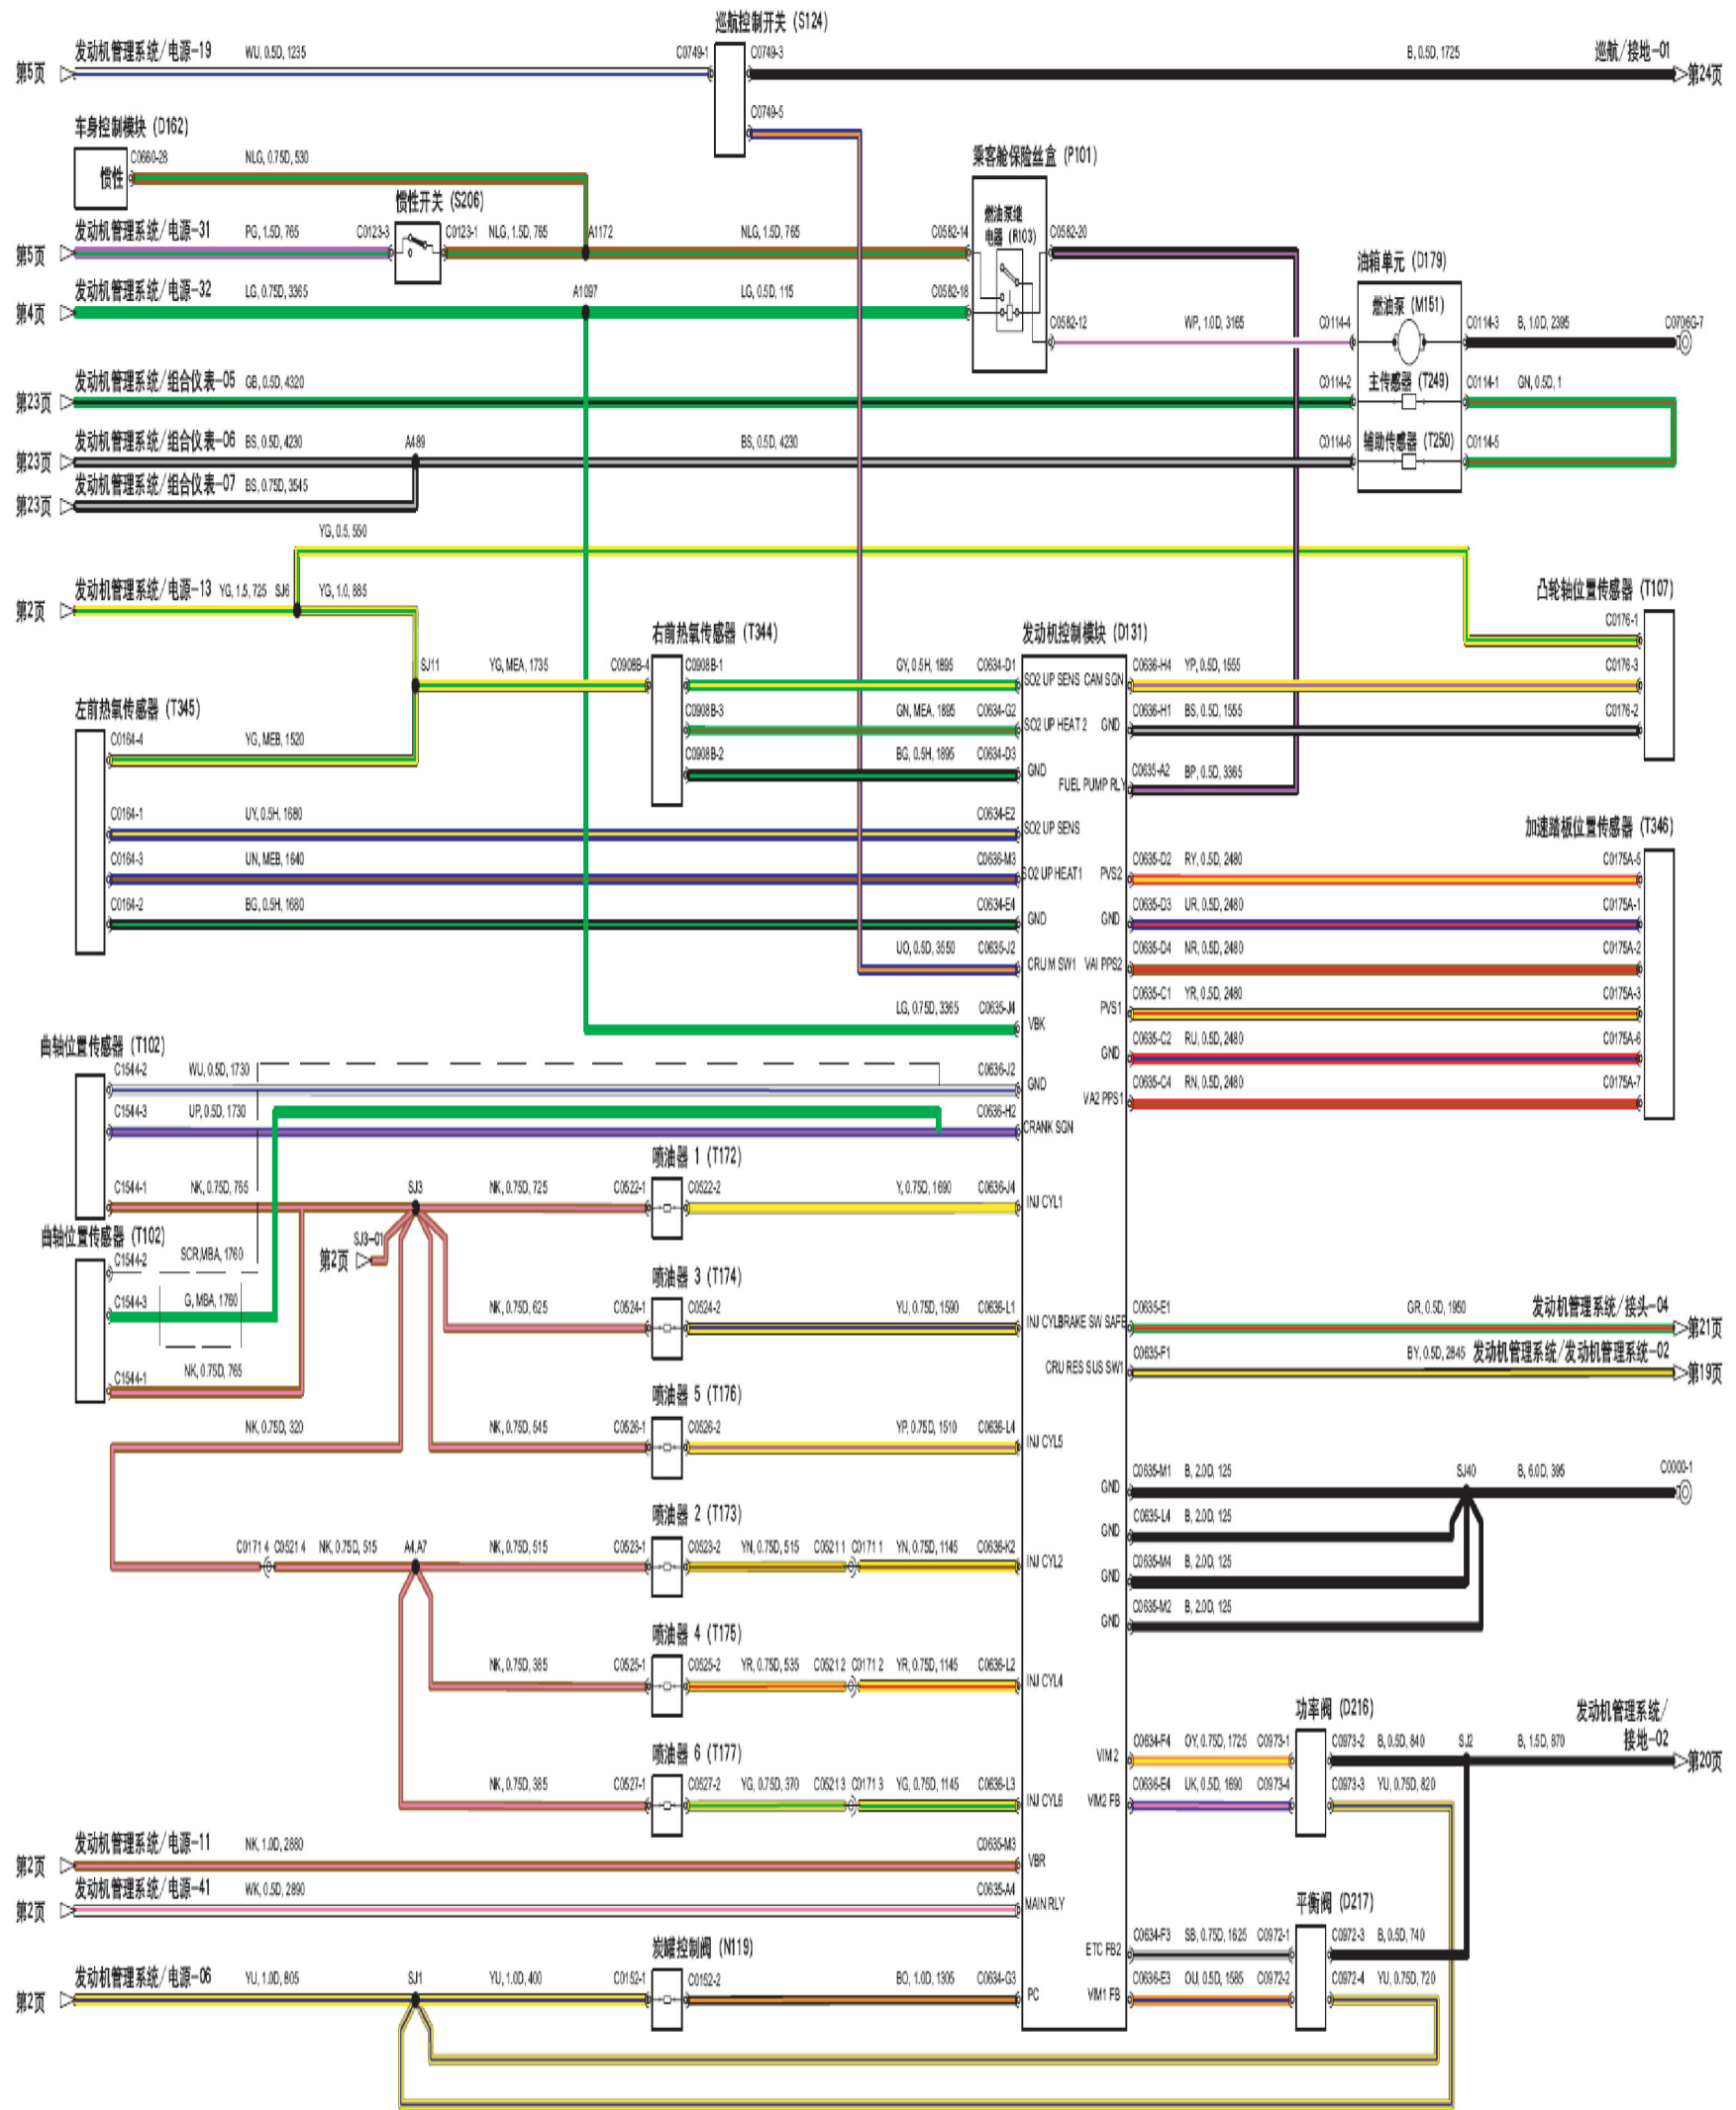 巡航控制开关 (S124)
发动机管理系统/电源-19 WU, 0.5D, 1235 C0749-1 C0749-3 B, 0.5D, 1725 巡航/接地-01
第5页 第24页
C0749-5
车身控制模块 (D162)
C0660-28 NLG, 0.75D, 530 乘客舱保险丝盒 (P101)
惯性
惯性开关 (S206)
燃油泵继
电器 (R103)
发动机管理系统/电源-31 PG, 1.5D, 765 C0123-3 C0123-1 NLG, 1.5D, 765 A1172 NLG, 1.5D, 765 C0582-14 C0582-20
第5页
油箱单元 (D179)
发动机管理系统/电源-32 LG, 0.75D, 3365 A1097 LG, 0.5D, 115 C0582-18
第4页
燃油泵 (M151)
C0582-12 WP, 1.0D, 3165 C0114-4 C0114-3 B, 1.0D, 2395 C0706G-7
发动机管理系统/组合仪表-05 GB, 0.5D, 4320 C0114-2 主传感器 (T249) C0114-1 GN, 0.5D, 1
第23页
发动机管理系统/组合仪表-06 BS, 0.5D, 4230 A489 BS, 0.5D, 4230 C0114-6 辅助传感器 (T250) C0114-5
第23页
发动机管理系统/组合仪表-07 BS, 0.75D, 3545
第23页
YG, 0.5, 550
发动机管理系统/电源-13 YG, 1.5, 725 SJ6 YG, 1.0, 885 凸轮轴位置传感器 (T107)
第2页
C0176-1
右前热氧传感器 (T344) 发动机控制模块 (D131)
SJ11 YG, MEA, 1735 C0908B-4 C0908B-1 GY, 0.5H, 1895 C0634-D1 C0636-H4 YP, 0.5D, 1555 C0176-3
SO2 UP SENS CAM SGN
左前热氧传感器 (T345) C0908B-3 GN, MEA, 1895 C0634-G2 C0636-H1 BS, 0.5D, 1555 C0176-2
SO2 UP HEAT 2 GND
C0164-4 YG, MEB, 1520 C0908B-2 BG, 0.5H, 1895 C0634-D3
GND C0635-A2 BP, 0.5D, 3365
FUEL PUMP RLY
C0164-1 UY, 0.5H, 1680 C0634-E2
SO2 UP SENS 加速踏板位置传感器 (T346)
C0164-3 UN, MEB, 1640 C0636-M3 C0635-D2 RY, 0.5D, 2480 C0175A-5
SO2 UP HEAT1 PVS2
C0164-2 BG, 0.5H, 1680 C0634-E4 C0635-D3 UR, 0.5D, 2480 C0175A-1
GND GND
UO, 0.5D, 3550 C0635-J2 C0635-D4 NR, 0.5D, 2480 C0175A-2
CRU M SW1 VAI PPS2
LG, 0.75D, 3365 C0635-J4 C0635-C1 YR, 0.5D, 2480 C0175A-3
VBK PVS1
曲轴位置传感器 (T102) C0635-C2 RU, 0.5D, 2480 C0175A-6
GND
C1544-2 WU, 0.5D, 1730 C0636-J2 C0635-C4 RN, 0.5D, 2480 C0175A-7
GND VA2 PPS1
C1544-3 UP, 0.5D, 1730 C0636-H2
CRANK SGN
喷油器 1 (T172)
C1544-1 NK, 0.75D, 765 SJ3 NK, 0.75D, 725 C0522-1 C0522-2 Y, 0.75D, 1690 C0636-J4
INJ CYL1
曲轴位置传感器 (T102) SJ3-01
C1544-2 SCR,MBA, 1760 第2页
喷油器 3 (T174)
C1544-3 G, MBA, 1760 NK, 0.75D, 625 C0524-1 C0524-2 YU, 0.75D, 1590 C0636-L1 C0635-E1 GR, 0.5D, 1950 发动机管理系统/接头-04
INJ CYL3 BRAKE SW SAFE 第21页
C1544-1 NK, 0.75D, 765 C0635-F1 BY, 0.5D, 2845 发动机管理系统/发动机管理系统-02
CRU RES SUS SW1 第19页
喷油器 5 (T176)
NK, 0.75D, 320 NK, 0.75D, 545 C0526-1 C0526-2 YP, 0.75D, 1510 C0636-L4
INJ CYL5
C0635-M1 B, 2.0D, 125 SJ40 B, 6.0D, 395 C0000-1
GND
喷油器 2 (T173) C0635-L4 B, 2.0D, 125
GND
C0171 4 C0521 4 NK, 0.75D, 515 A4,A7 NK, 0.75D, 515 C0523-1 C0523-2 YN, 0.75D, 515 C0521 1 C0171 1 YN, 0.75D, 1145 C0636-K2 C0635-M4 B, 2.0D, 125
INJ CYL2 GND
C0635-M2 B, 2.0D, 125
GND
喷油器 4 (T175)
NK, 0.75D, 385 C0525-1 C0525-2 YR, 0.75D, 535 C0521 2 C0171 2 YR, 0.75D, 1145 C0636-L2
INJ CYL4
功率阀 (D216) 发动机管理系统/
接地-02
喷油器 6 (T177) C0634-F4 OY, 0.75D, 1725 C0973-1 C0973-2 B, 0.5D, 840 SJ2 B, 1.5D, 870
VIM 2 第20页
NK, 0.75D, 385 C0527-1 C0527-2 YG, 0.75D, 370 C0521 3 C0171 3 YG, 0.75D, 1145 C0636-L3 C0636-E4 UK, 0.5D, 1690 C0973-4 C0973-3 YU, 0.75D, 820
INJ CYL6 VIM2 FB
发动机管理系统/电源-11 NK, 1.0D, 2880 C0635-M3
第2页 VBR
发动机管理系统/电源-41 WK, 0.5D, 2890 C0635-A4
第2页 MAIN RLY 平衡阀 (D217)
炭罐控制阀 (N119) C0634-F3 SB, 0.75D, 1625 C0972-1 C0972-3 B, 0.5D, 740
ETC FB2
发动机管理系统/电源-06 YU, 1.0D, 805 SJ1 YU, 1.0D, 400 C0152-1 C0152-2 BO, 1.0D, 1305 C0634-G3 C0636-E3 OU, 0.5D, 1585 C0972-2 C0972-4 YU, 0.75D, 720
第2页 PC VIM1 FB